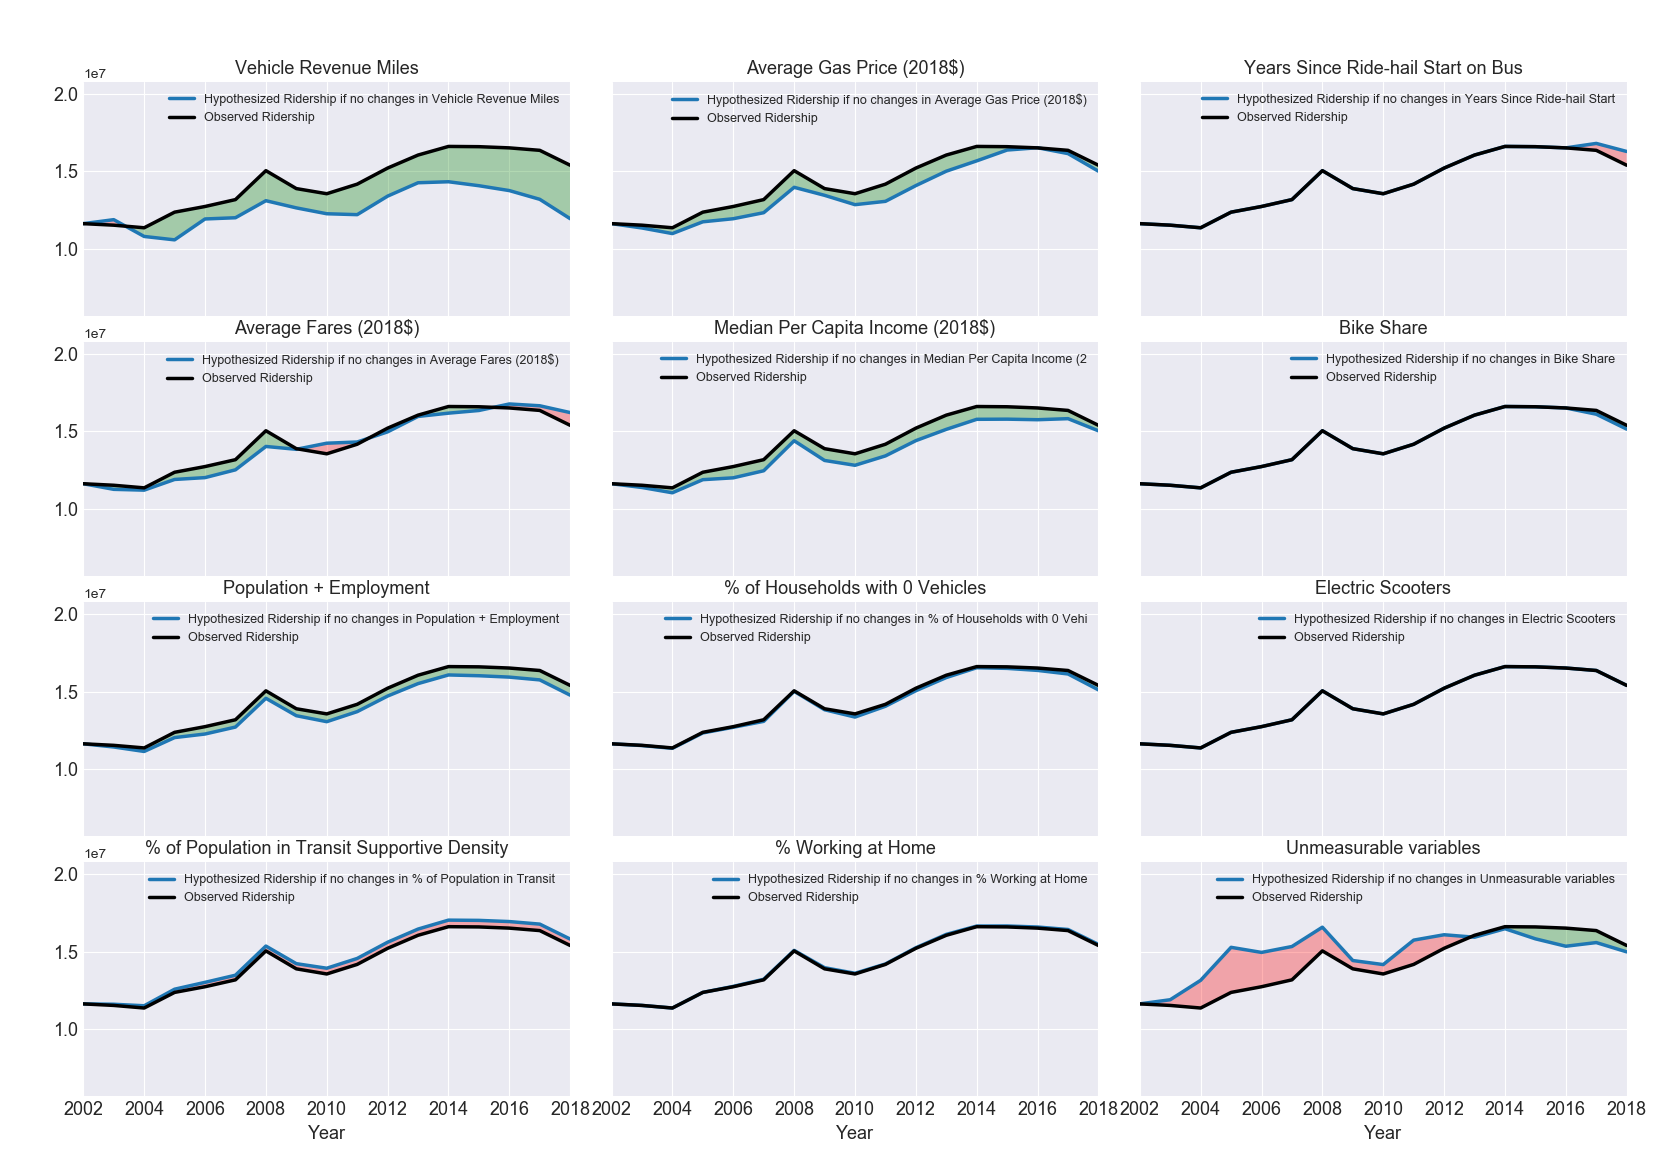 Vehicle Revenue Miles
1e7
2.0
1.5
1.0
Hypothesized Ridership if no changes in Vehicle Revenue Miles
Observed Ridership
Average Gas Price (2018$)
Hypothesized Ridership if no changes in Average Gas Price (2018$)
Observed Ridership
Years Since Ride-hail Start on Bus
Hypothesized Ridership if no changes in Years Since Ride-hail Start
Observed Ridership
Average Fares (2018$)
1e7
2.0
1.5
1.0
Hypothesized Ridership if no changes in Average Fares (2018$)
Observed Ridership
Median Per Capita Income (2018$)
Hypothesized Ridership if no changes in Median Per Capita Income (2
Observed Ridership
Bike Share
Hypothesized Ridership if no changes in Bike Share
Observed Ridership
Population + Employment
1e7
2.0
1.5
1.0
Hypothesized Ridership if no changes in Population + Employment
Observed Ridership
% of Households with 0 Vehicles
Hypothesized Ridership if no changes in % of Households with 0 Vehi
Observed Ridership
Electric Scooters
Hypothesized Ridership if no changes in Electric Scooters
Observed Ridership
% of Population in Transit Supportive Density
1e7
2.0
1.5
1.0
Hypothesized Ridership if no changes in % of Population in Transit
Observed Ridership
2002 2004 2006 2008 2010 2012 2014 2016 2018
Year
% Working at Home
Hypothesized Ridership if no changes in % Working at Home
Observed Ridership
2002 2004 2006 2008 2010 2012 2014 2016 2018
Year
Unmeasurable variables
Hypothesized Ridership if no changes in Unmeasurable variables
Observed Ridership
2002 2004 2006 2008 2010 2012 2014 2016 2018
Year